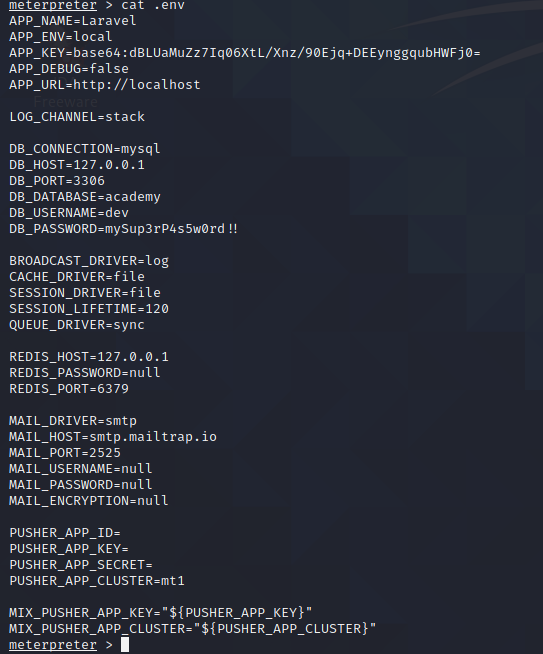 meterpreter > cat .env
APP_NAME=Laravel
APP_ENV=local
APP_KEY=base64:dBLUaMuZz7Iq06XtL/Xnz/90Ejq+DEEynggqubHWFj0=
APP_DEBUG=false
APP_URL=http://localhost
Freeware
LOG_CHANNEL=stack
DB_CONNECTION=mysql
DB_HOST=127.0.0.1
DB_PORT=3306
DB_DATABASE=academy
DB_USERNAME=dev
DB_PASSWORD=mySup3rP4s5w0rd!!
BROADCAST_DRIVER=log
CACHE_DRIVER=file
SESSION_DRIVER=file
SESSION_LIFETIME=120
QUEUE_DRIVER=sync
REDIS_HOST=127.0.0.1
REDIS_PASSWORD=null
REDIS_PORT=6379
MAIL_DRIVER=smtp
MAIL_HOST=smtp.mailtrap.io
MAIL_PORT=2525
MAIL_USERNAME=null
MAIL_PASSWORD=null
MAIL_ENCRYPTION=null
PUSHER_APP_ID=
PUSHER_APP_KEY=
PUSHER_APP_SECRET=
PUSHER_APP_CLUSTER=mt1
MIX_PUSHER_APP_KEY="${PUSHER_APP_KEY}"
MIX_PUSHER_APP_CLUSTER="${PUSHER_APP_CLUSTER}"
meterpreter >